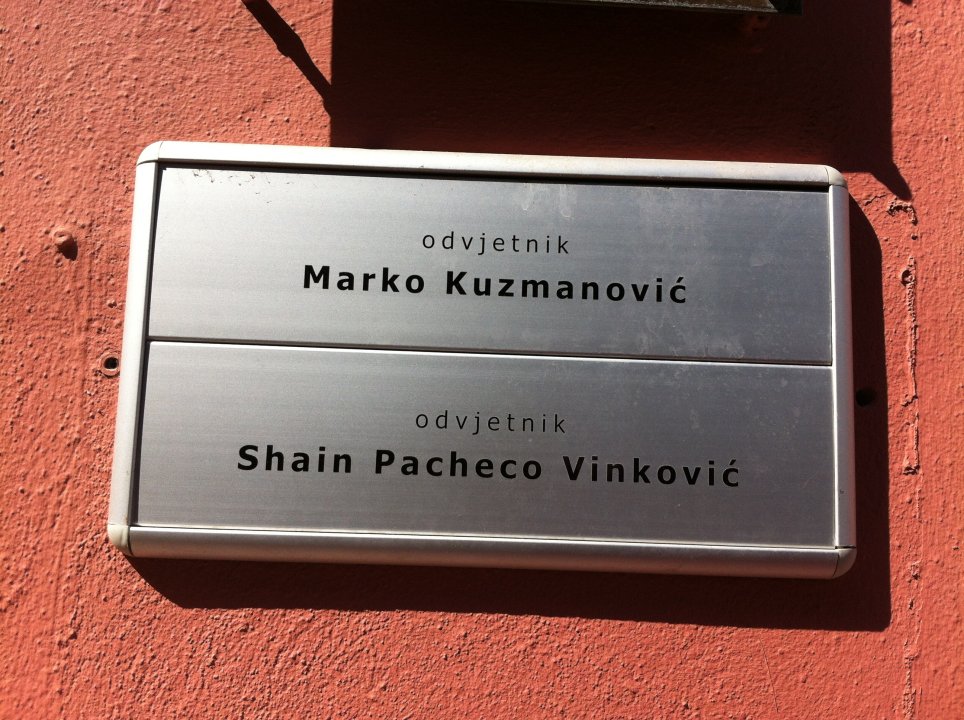 odvjetnik
Marko Kuzmanović
odvjetnik
Shain Pacheco Vinković